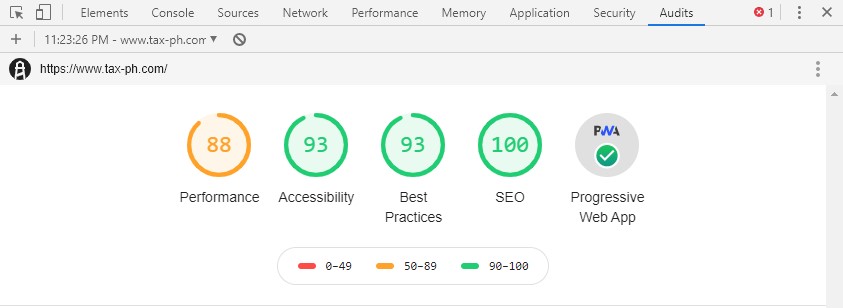 Elements Console Sources Network Performance Memory Application Security Audits 1
11:23:26 PM - www.tax-ph.com
https://www.tax-ph.com/
88 93 93 100 PWA
Performance Accessibility Best Practices SEO Progressive Web App
0–49 50–89 90–100